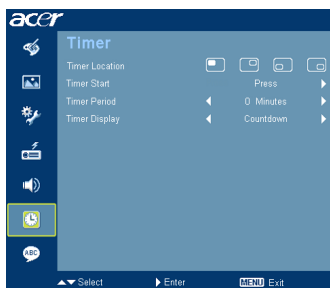 acer
Timer
Timer Location
Timer Start Press
Timer Period 0 Minutes
Timer Display Countdown
ABC
Select Enter MENU Exit